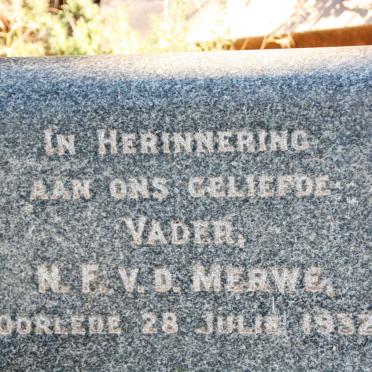 In Herinnering
aan ons geliefde
Vader,
N. F. v.d. Merwe,
oorlede 28 Julie 1932